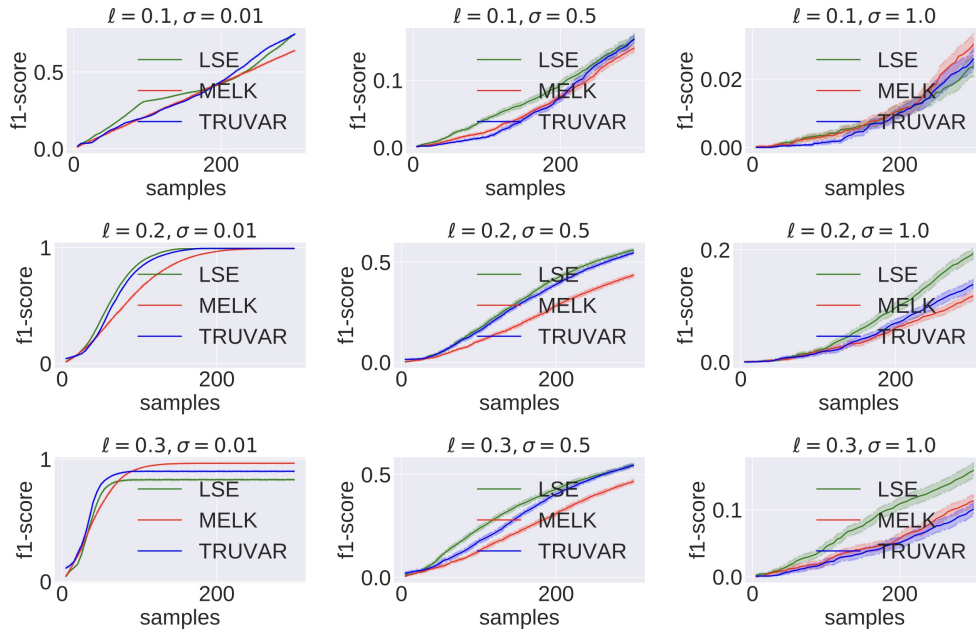 ℓ = 0.1, σ = 0.01
f1-score
0.5
0.0
LSE
MELK
TRUVAR
200
samples
ℓ = 0.1, σ = 0.5
f1-score
0.1
0.0
LSE
MELK
TRUVAR
0
200
samples
ℓ = 0.1, σ = 1.0
f1-score
0.02
0.00
LSE
MELK
TRUVAR
0
200
samples
ℓ = 0.2, σ = 0.01
f1-score
1
0
LSE
MELK
TRUVAR
0
200
samples
ℓ = 0.2, σ = 0.5
f1-score
0.5
0.0
LSE
MELK
TRUVAR
0
200
samples
ℓ = 0.2, σ = 1.0
f1-score
0.2
0.0
LSE
MELK
TRUVAR
0
200
samples
ℓ = 0.3, σ = 0.01
f1-score
1
0
LSE
MELK
TRUVAR
0
200
samples
ℓ = 0.3, σ = 0.5
f1-score
0.5
0.0
LSE
MELK
TRUVAR
0
200
samples
ℓ = 0.3, σ = 1.0
f1-score
0.1
0.0
LSE
MELK
TRUVAR
0
200
samples